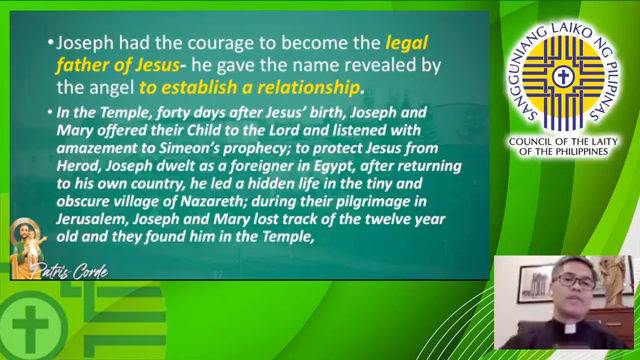 •Joseph had the courage to become the legal
father of Jesus- he gave the name revealed by
the angel to establish a relationship.
• In the Temple, forty days after Jesus' birth, Joseph and
Mary offered their Child to the Lord and listened with
amazement to Simeon's prophecy; to protect Jesus from
Herod, Joseph dwelt as a foreigner in Egypt, after returning
to his own country, he led a hidden life in the tiny and
obscure village of Nazareth; during their pilgrimage in
Jerusalem, Joseph and Mary lost track of the twelve year
old and they found him in the Temple,
Patris Corde
SANGGUNIANG LAIKO NG PILIPINAS
COUNCIL OF THE LAITY
OF THE PHILIPPINES